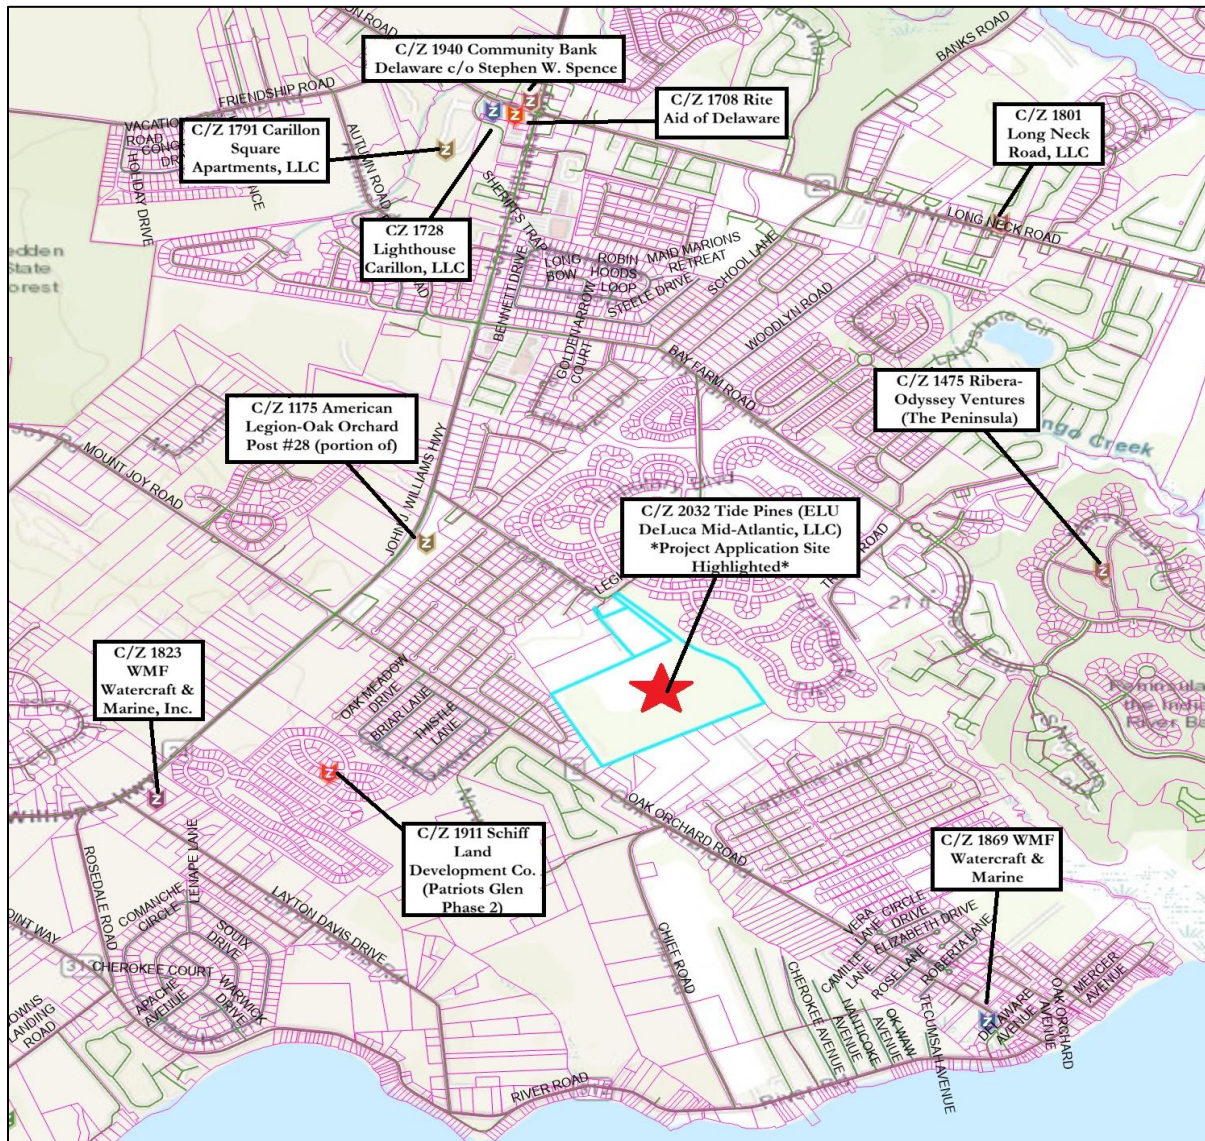 C/Z 1940 Community Bank
Delaware c/o Stephen W. Spence
BANKS ROAD
FRIENDSHIP ROAD
C/Z 1708 Rite
Aid of Delaware
C/Z 1801
Long Neck
Road, LLC
C/Z 1791 Carillon
Square
Apartments, LLC
HOLIDAY DRIVE
AUTUMN ROAD
SHERIFFS TRAP
23
LONG NECK ROAD
CZ 1728
Lighthouse
Carillon, LLC
LONG
BOW
ROBIN
HOODS
LOOP
MAID MARIONS
RETREAT
STEELE DRIVE
SCHOOL LANE
BENNETT DRIVE
GOLDEN ARROW
COURT
WOODLYN ROAD
Lakeshore Cir
BAY FARM ROAD
C/Z 1475 Ribera-
Odyssey Ventures
(The Peninsula)
C/Z 1175 American
Legion-Oak Orchard
Post #28 (portion of)
MOUNT JOY ROAD
JOHN J WILLIAMS HWY
C/Z 2032 Tide Pines (ELU
DeLuca Mid-Atlantic, LLC)
*Project Application Site
Highlighted*
C/Z 1823
WMF
Watercraft &
Marine, Inc.
OAK MEADOW
DRIVE
BRIAR LANE
THISTLE
LANE
OAK ORCHARD ROAD
C/Z 1911 Schiff
Land
Development Co.
(Patriots Glen
Phase 2)
C/Z 1869 WMF
Watercraft &
Marine
ROSEDALE ROAD
LENAPE LANE
COMANCHE
CIRCLE
SOUIX
DRIVE
LAYTON DAVIS DRIVE
CHEROKEE COURT
APACHE
AVENUE
WARWICK
DRIVE
CHIEF ROAD
VERA
LANE
CIRCLE
DRIVE
ELIZABETH DRIVE
CAMILLE
LANE
ROSE LANE
ROBERTA LANE
CHEROKEE AVENUE
NANTICOKE
AVENUE
OK-WAW
AVENUE
TECUMSAH AVENUE
DELAWARE
AVENUE
OAK ORCHARD
AVENUE
MERCER
AVENUE
RIVER ROAD